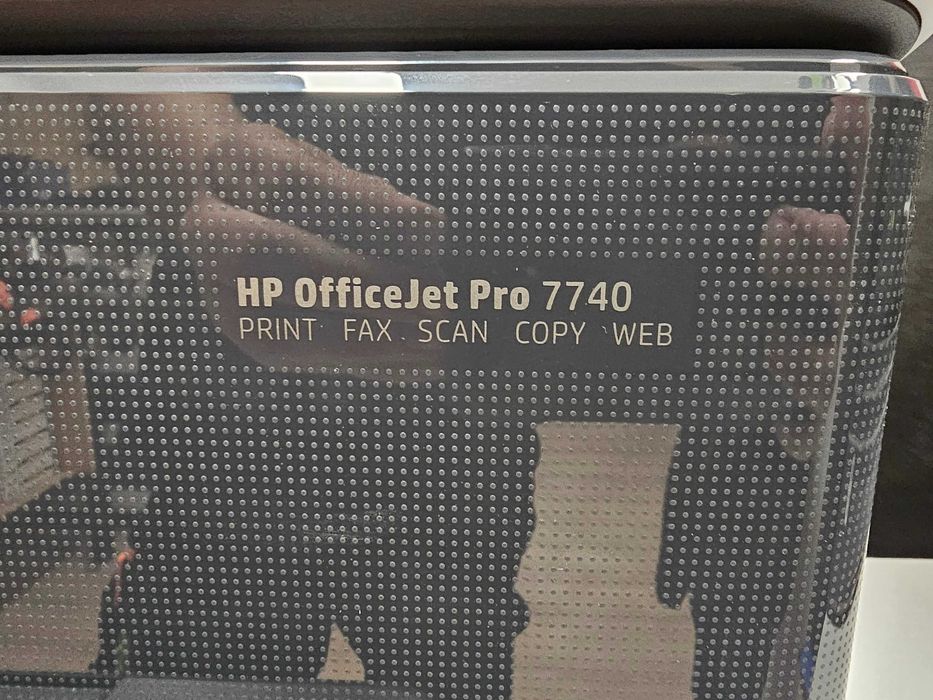 HP OfficeJet Pro 7740
PRINT FAX SCAN COPY WEB